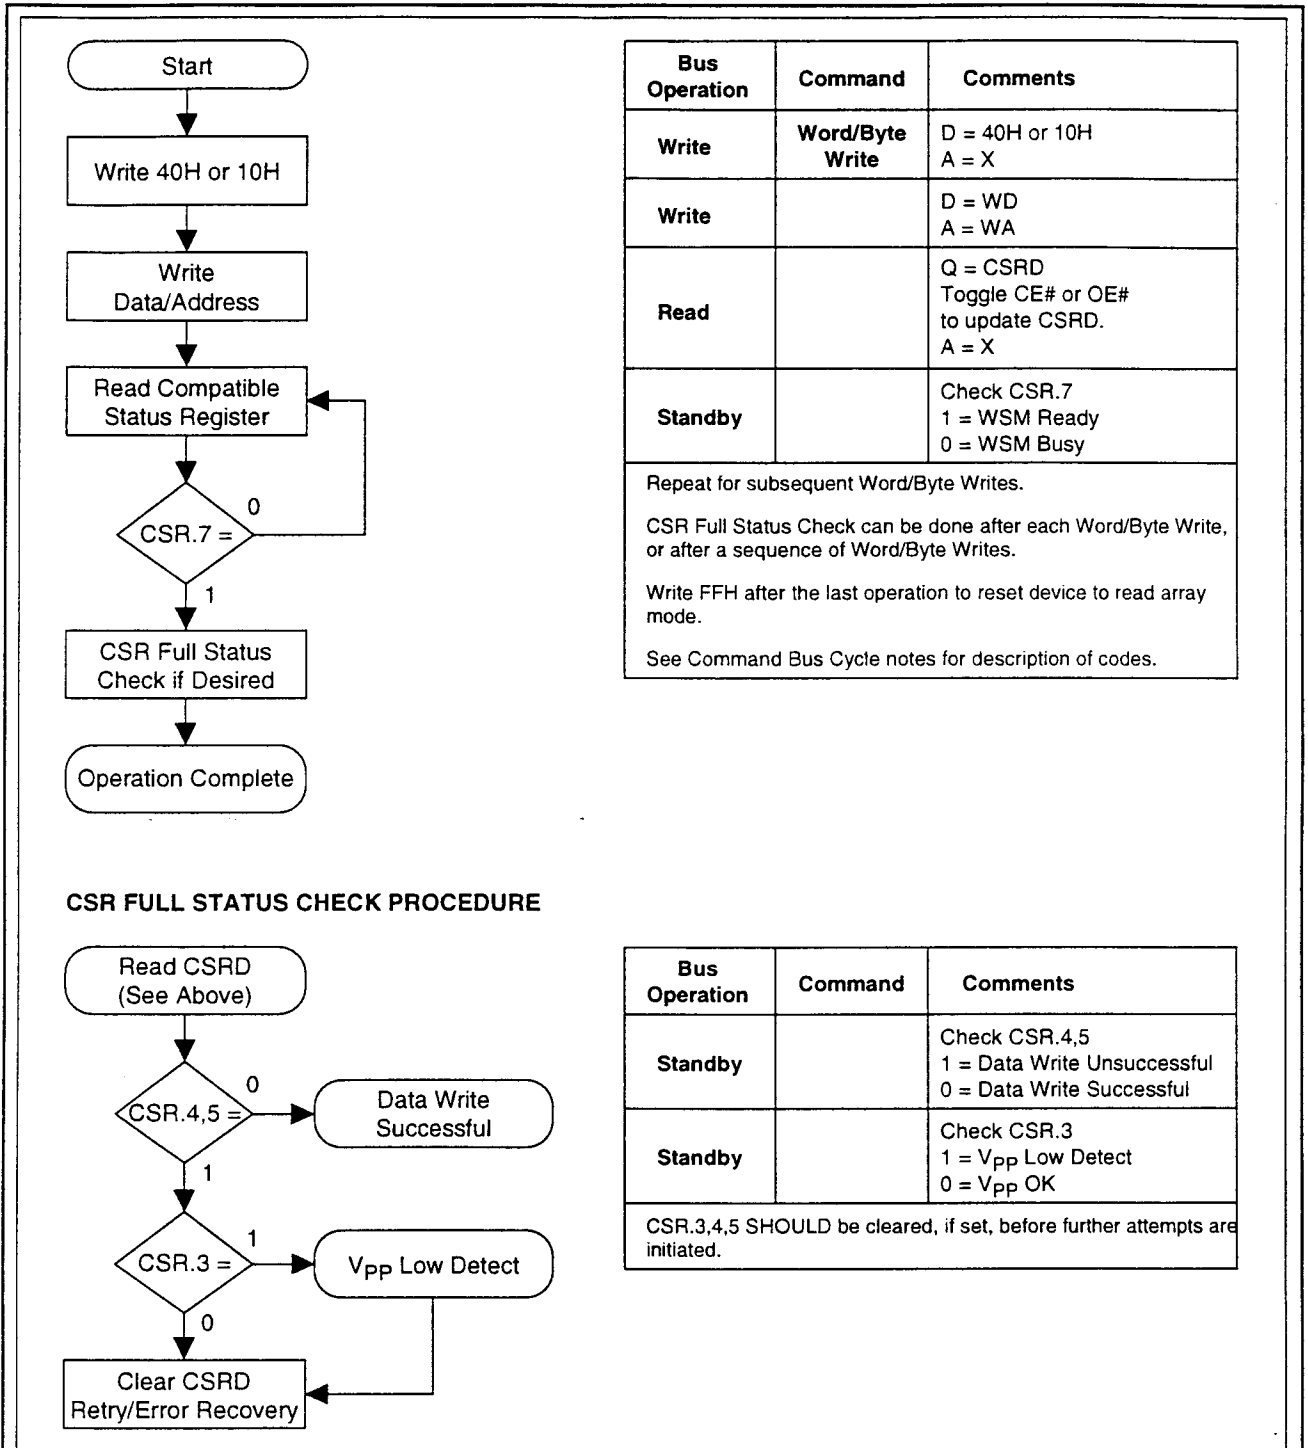 Start
Write 40H or 10H
Write
Data/Address
Read Compatible
Status Register
0
CSR.7 =
1
CSR Full Status
Check if Desired
Operation Complete
Bus
Operation
Command
Comments
Write
Word/Byte
Write
D = 40H or 10H
A = X
Write
D = WD
A = WA
Read
Q = CSRD
Toggle CE# or OE#
to update CSRD.
A = X
Standby
Check CSR.7
1 = WSM Ready
0 = WSM Busy
Repeat for subsequent Word/Byte Writes.
CSR Full Status Check can be done after each Word/Byte Write,
or after a sequence of Word/Byte Writes.
Write FFH after the last operation to reset device to read array
mode.
See Command Bus Cycle notes for description of codes.
CSR FULL STATUS CHECK PROCEDURE
Read CSRD
(See Above)
0
CSR.4,5 =
Data Write
Successful
1
1
CSR.3 =
VPP Low Detect
0
Clear CSRD
Retry/Error Recovery
Bus
Operation
Command
Comments
Standby
Check CSR.4,5
1 = Data Write Unsuccessful
0 = Data Write Successful
Standby
Check CSR.3
1 = VPP Low Detect
0 = VPP OK
CSR.3,4,5 SHOULD be cleared, if set, before further attempts are
initiated.